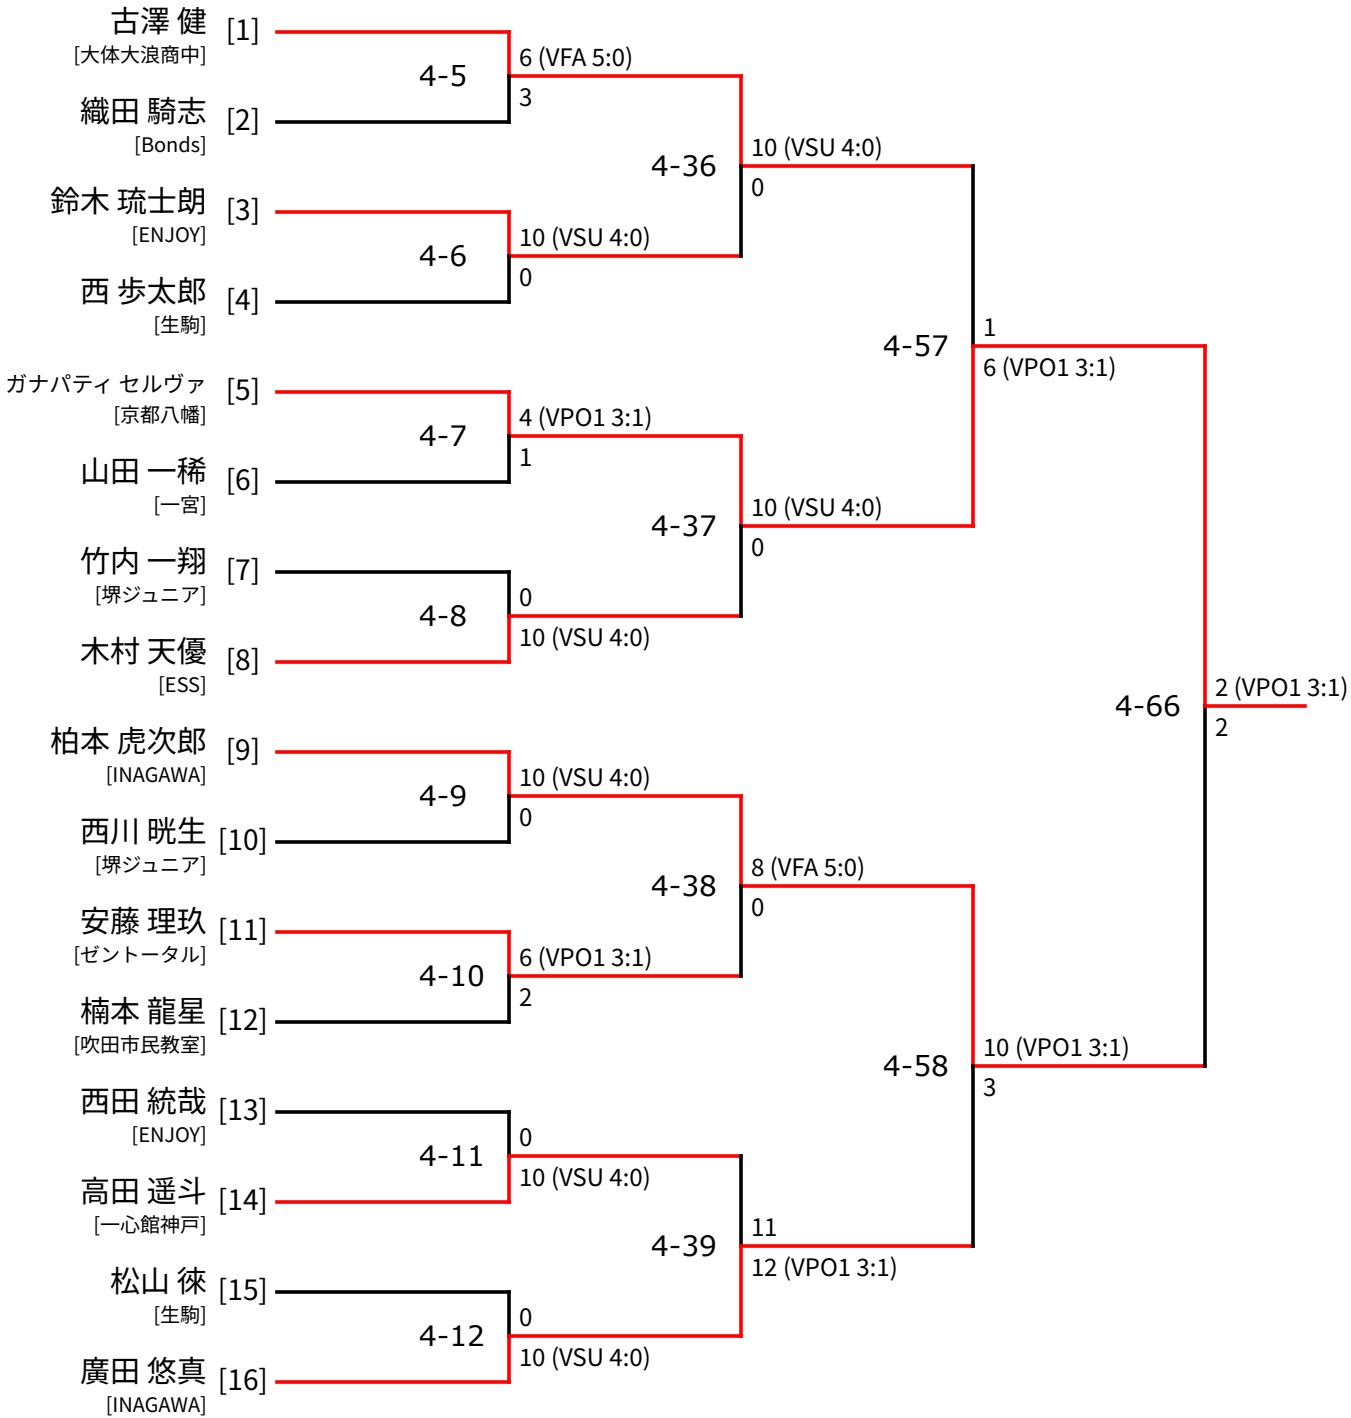 古澤 健 [1]
[大体大浪商中]
4-5
6 (VFA 5:0)
3
織田 騎志 [2]
[Bonds]
4-36
10 (VSU 4:0)
0
鈴木 琉士朗 [3]
[ENJOY]
4-6
10 (VSU 4:0)
0
西 歩太郎 [4]
[生駒]
4-57
1
6 (VPO1 3:1)
ガナパティ セルヴァ [5]
[京都八幡]
4-7
4 (VPO1 3:1)
1
山田 一稀 [6]
[一宮]
4-37
10 (VSU 4:0)
0
竹内 一翔 [7]
[堺ジュニア]
4-8
0
10 (VSU 4:0)
木村 天優 [8]
[ESS]
4-66
2 (VPO1 3:1)
2
柏本 虎次郎 [9]
[INAGAWA]
4-9
10 (VSU 4:0)
0
西川 晄生 [10]
[堺ジュニア]
4-38
8 (VFA 5:0)
0
安藤 理玖 [11]
[ゼントータル]
4-10
6 (VPO1 3:1)
2
楠本 龍星 [12]
[吹田市民教室]
4-58
10 (VPO1 3:1)
3
西田 統哉 [13]
[ENJOY]
4-11
0
10 (VSU 4:0)
高田 遥斗 [14]
[一心館神戸]
4-39
11
12 (VPO1 3:1)
松山 徠 [15]
[生駒]
4-12
0
10 (VSU 4:0)
廣田 悠真 [16]
[INAGAWA]